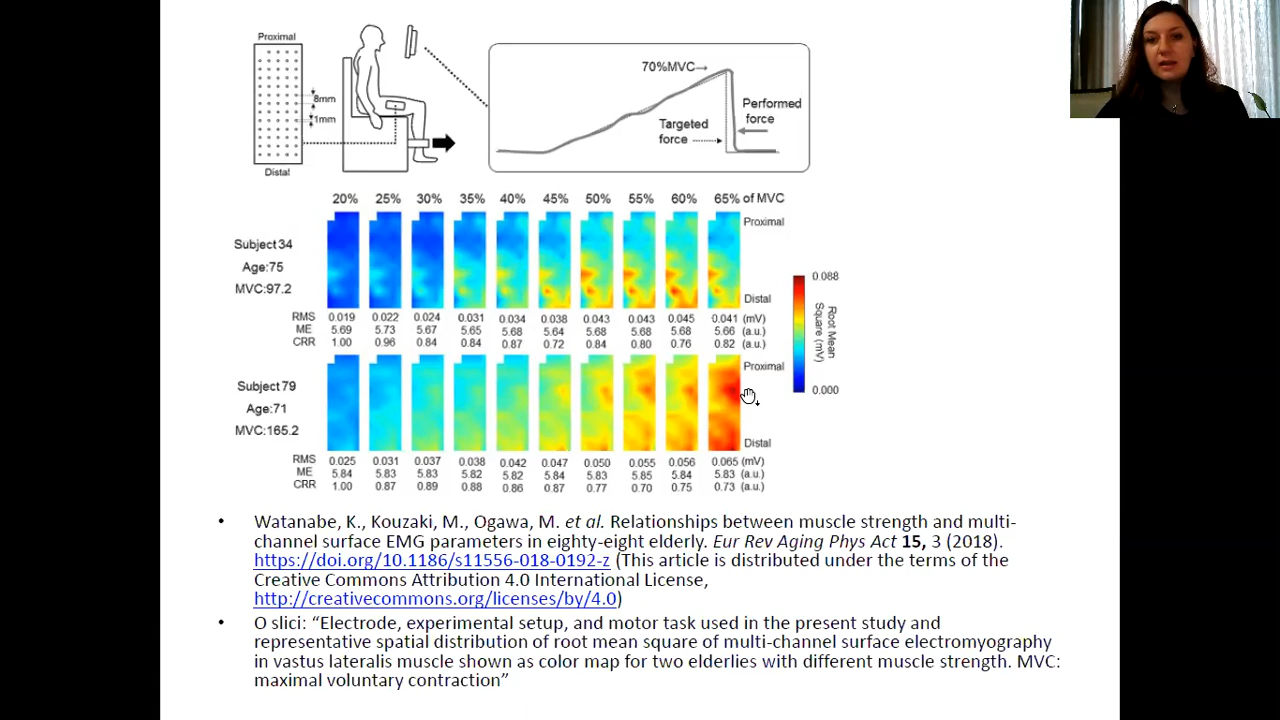 Proximal
8mm
1mm
Distal
70%MVC→
Performed
force
Targeted
force
20% 25% 30% 35% 40% 45% 50% 55% 60% 65% of MVC
Proximal
Subject 34
Age:75
MVC:97.2
Distal
RMS 0.019 0.022 0.024 0.031 0.034 0.038 0.043 0.043 0.045 0.041 (mV)
ME 5.69 5.73 5.67 5.65 5.68 5.64 5.68 5.68 5.68 5.66 (a.u.)
CRR 1.00 0.96 0.84 0.84 0.87 0.72 0.84 0.80 0.76 0.82 (a.u.)
0.088
Root Mean
Square (mV)
0.000
Proximal
Subject 79
Age:71
MVC:165.2
Distal
RMS 0.025 0.031 0.037 0.038 0.042 0.047 0.050 0.055 0.056 0.065 (mV)
ME 5.84 5.83 5.83 5.82 5.82 5.84 5.83 5.85 5.84 5.83 (a.u.)
CRR 1.00 0.87 0.89 0.88 0.86 0.87 0.77 0.70 0.75 0.73 (a.u.)
• Watanabe, K., Kouzaki, M., Ogawa, M. et al. Relationships between muscle strength and multi-
channel surface EMG parameters in eighty-eight elderly. Eur Rev Aging Phys Act 15, 3 (2018).
https://doi.org/10.1186/s11556-018-0192-z (This article is distributed under the terms of the
Creative Commons Attribution 4.0 International License,
http://creativecommons.org/licenses/by/4.0)
• O slici: “Electrode, experimental setup, and motor task used in the present study and
representative spatial distribution of root mean square of multi-channel surface electromyography
in vastus lateralis muscle shown as color map for two elderlies with different muscle strength. MVC:
maximal voluntary contraction”